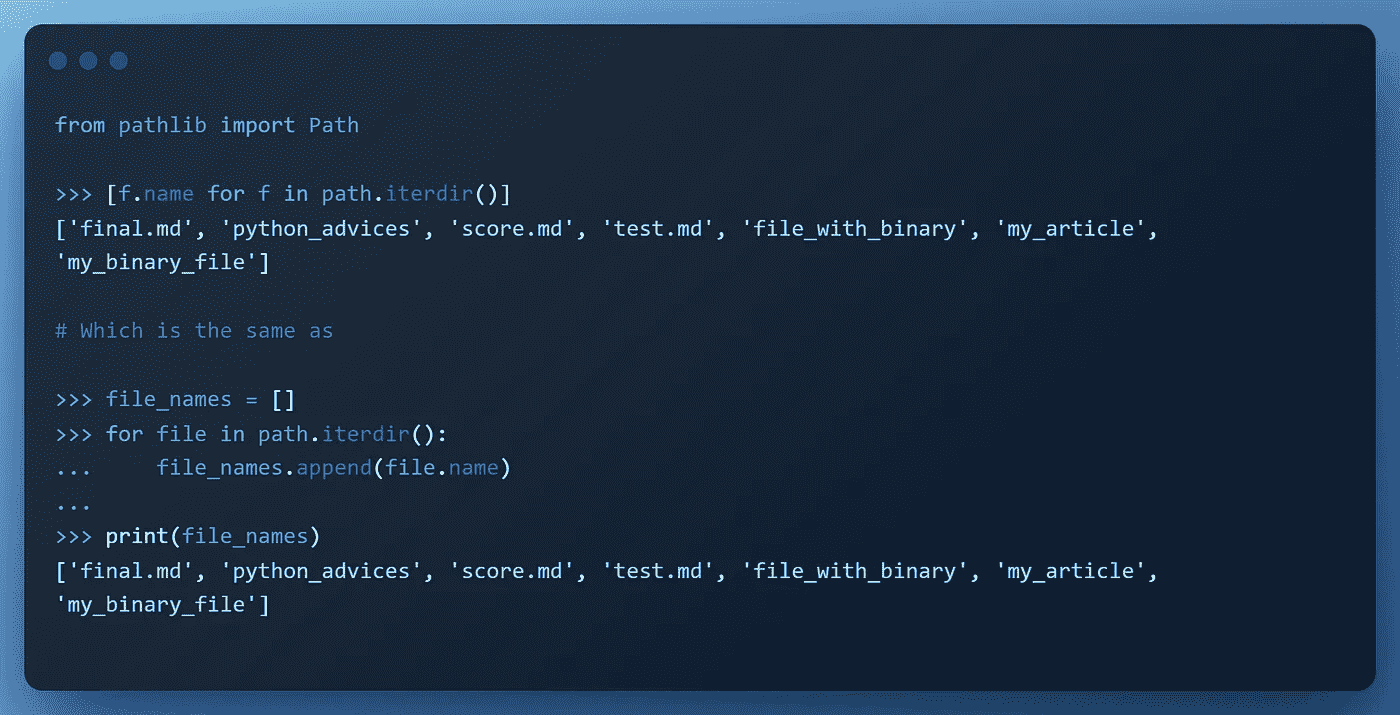 from pathlib import Path
>>> [f.name for f in path.iterdir()]
['final.md', 'python_advices', 'score.md', 'test.md', 'file_with_binary', 'my_article',
'my_binary_file']
# Which is the same as
>>> file_names = []
>>> for file in path.iterdir():
...     file_names.append(file.name)
...
>>> print(file_names)
['final.md', 'python_advices', 'score.md', 'test.md', 'file_with_binary', 'my_article',
'my_binary_file']